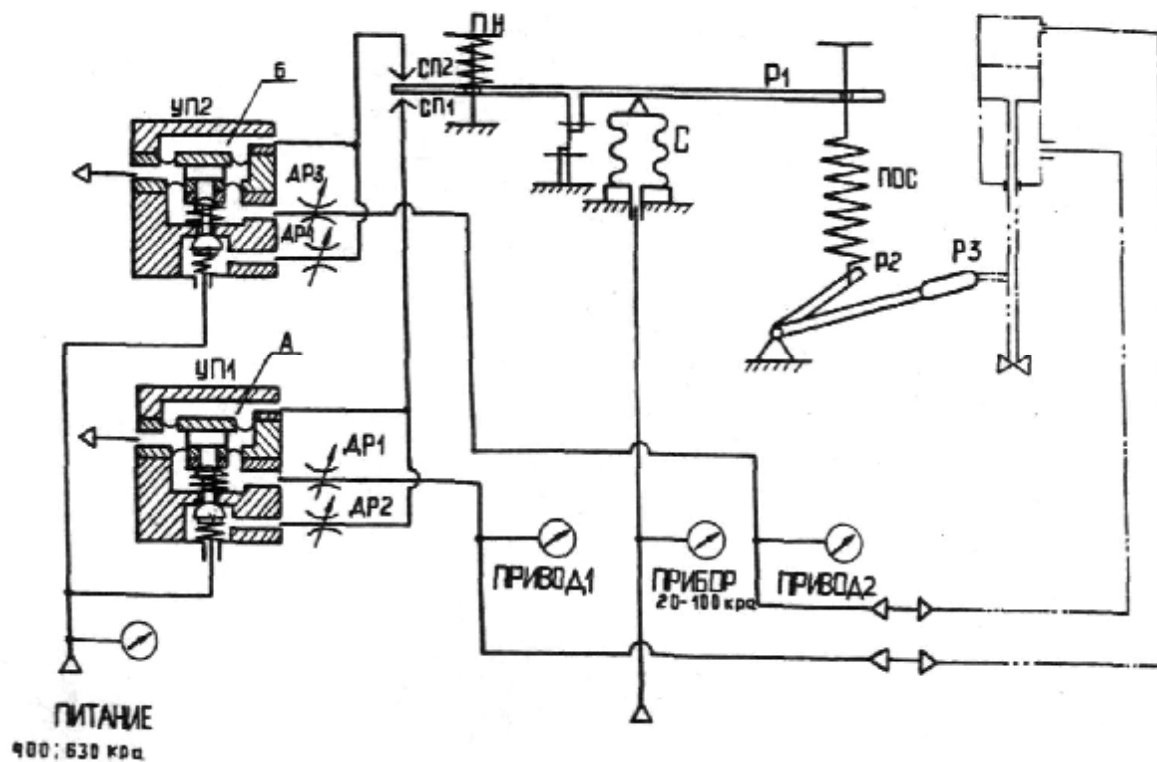 ПН
Б
УП2
СП2
СП1
Р1
С
ДР3
ДР4
ПОС
Р2
Р3
А
УП1
ДР1
ДР2
ПРИВОД1
ПРИБОР
20-100 кра
ПРИВОД2
ПИТАНИЕ
400; 630 кра